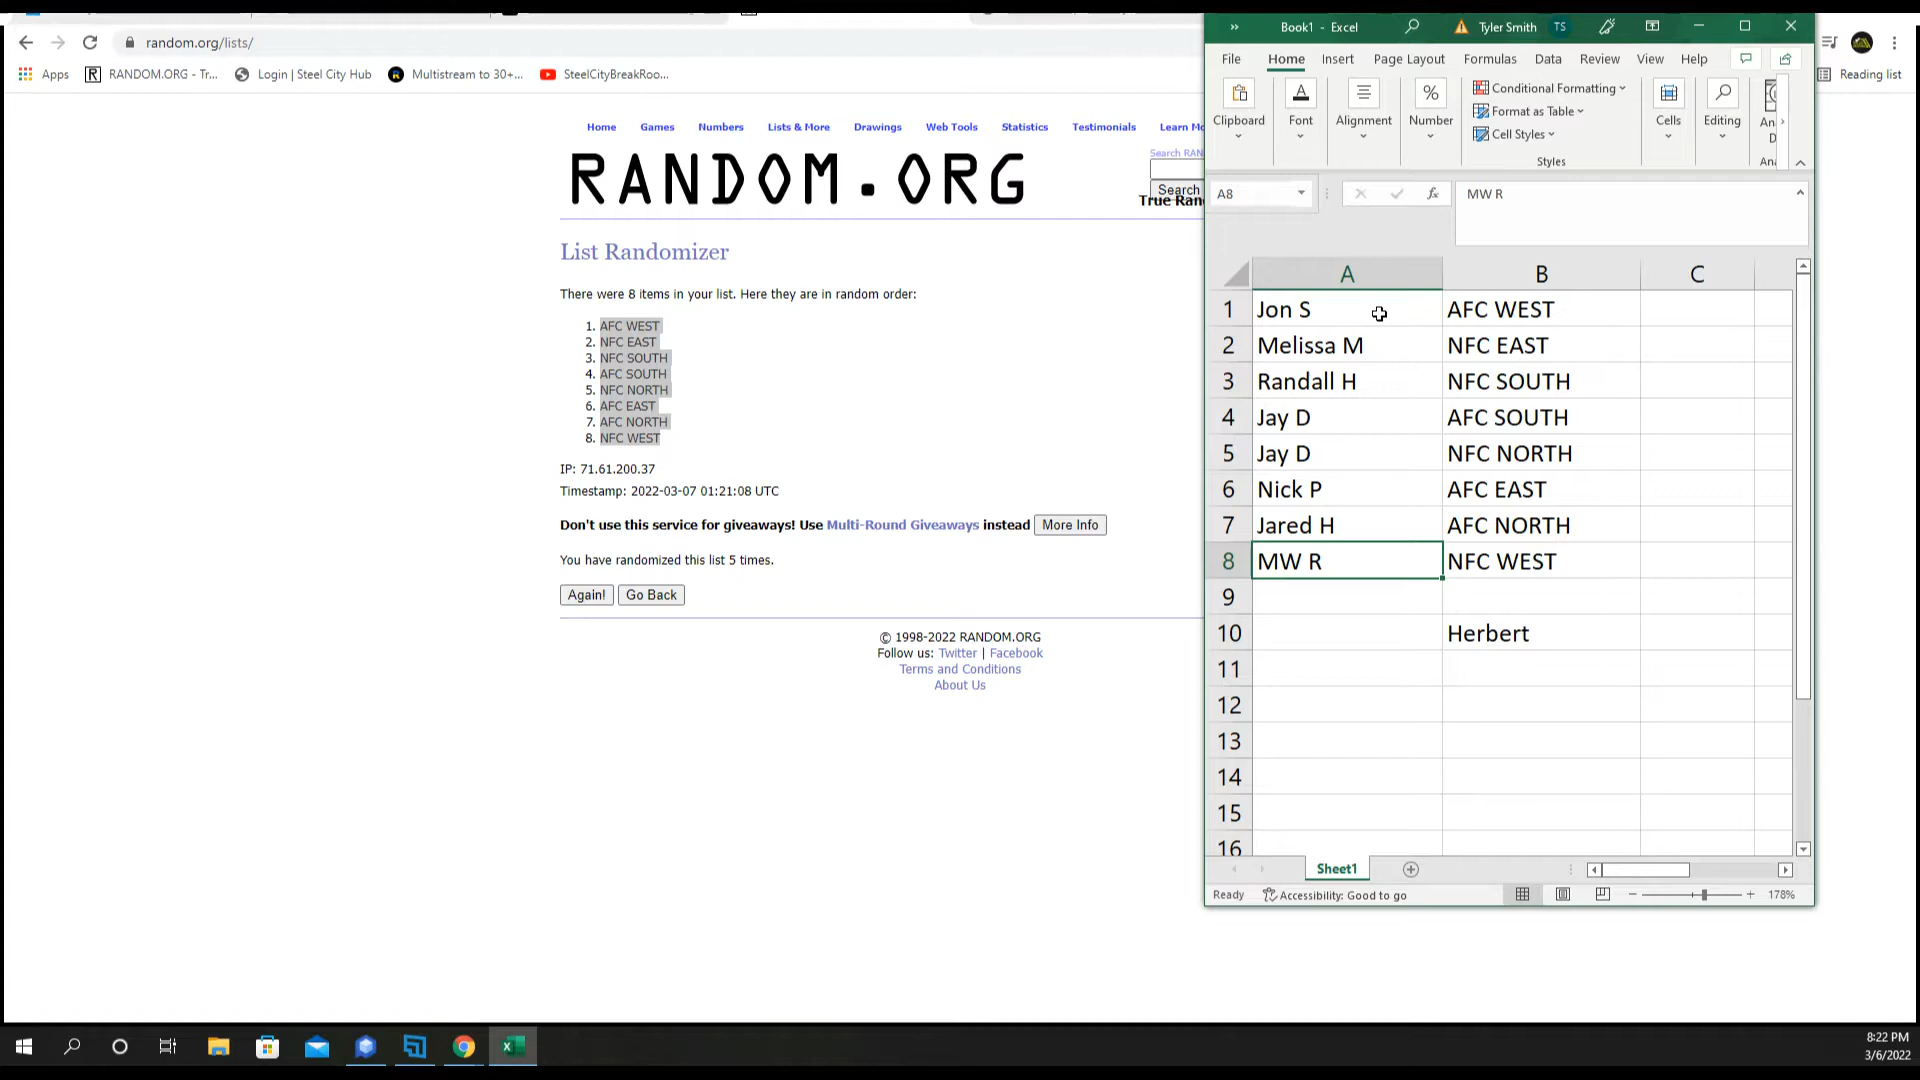 random.org/lists/
Apps
RANDOM.ORG - Tr...
Login | Steel City Hub
Multistream to 30+...
SteelCityBreakRoo...
Reading list
Home
Games
Numbers
Lists & More
Drawings
Web Tools
Statistics
Testimonials
Learn Mo
RANDOM.ORG
Search RAN
Search
True Ran
List Randomizer
There were 8 items in your list. Here they are in random order:
1. AFC WEST
2. NFC EAST
3. NFC SOUTH
4. AFC SOUTH
5. NFC NORTH
6. AFC EAST
7. AFC NORTH
8. NFC WEST
IP: 71.61.200.37
Timestamp: 2022-03-07 01:21:08 UTC
Don't use this service for giveaways! Use Multi-Round Giveaways instead More Info
You have randomized this list 5 times.
Again! Go Back
© 1998-2022 RANDOM.ORG
Follow us: Twitter | Facebook
Terms and Conditions
About Us
Book1 - Excel
Tyler Smith TS
File Home Insert Page Layout Formulas Data Review View Help
Clipboard
Font
Alignment
Number
Conditional Formatting
Format as Table
Cell Styles
Styles
Cells
Editing
An
D
Ana
A8
fx
MW R
A B C
1 Jon S AFC WEST
2 Melissa M NFC EAST
3 Randall H NFC SOUTH
4 Jay D AFC SOUTH
5 Jay D NFC NORTH
6 Nick P AFC EAST
7 Jared H AFC NORTH
8 MW R NFC WEST
9
10 Herbert
11
12
13
14
15
16
Sheet1
Ready
Accessibility: Good to go
178%
8:22 PM
3/6/2022